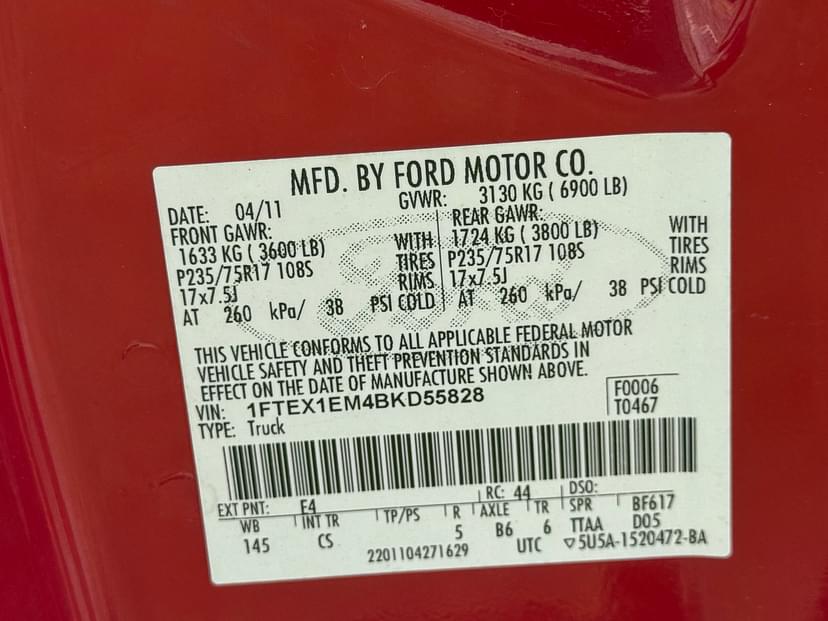 MFD. BY FORD MOTOR CO.
DATE: 04/11 GVWR: 3130 KG ( 6900 LB)
FRONT GAWR: REAR GAWR:
1633 KG ( 3600 LB) WITH 1724 KG ( 3800 LB) WITH
P235/75R17 108S TIRES P235/75R17 108S TIRES
17x7.5J RIMS 17x7.5J RIMS
AT 260 kPa/ 38 PSI COLD AT 260 kPa/ 38 PSI COLD
THIS VEHICLE CONFORMS TO ALL APPLICABLE FEDERAL MOTOR
VEHICLE SAFETY AND THEFT PREVENTION STANDARDS IN
EFFECT ON THE DATE OF MANUFACTURE SHOWN ABOVE.
VIN: 1FTEX1EM4BKD55828 F0006
TYPE: Truck T0467
EXT PNT: E4 RC: 44 DSO:
WB INT TR TP/PS R AXLE TR SPR BF617
145 CS 5 B6 6 TTAA D05
2201104271629 UTC ▽5U5A-1520472-BA